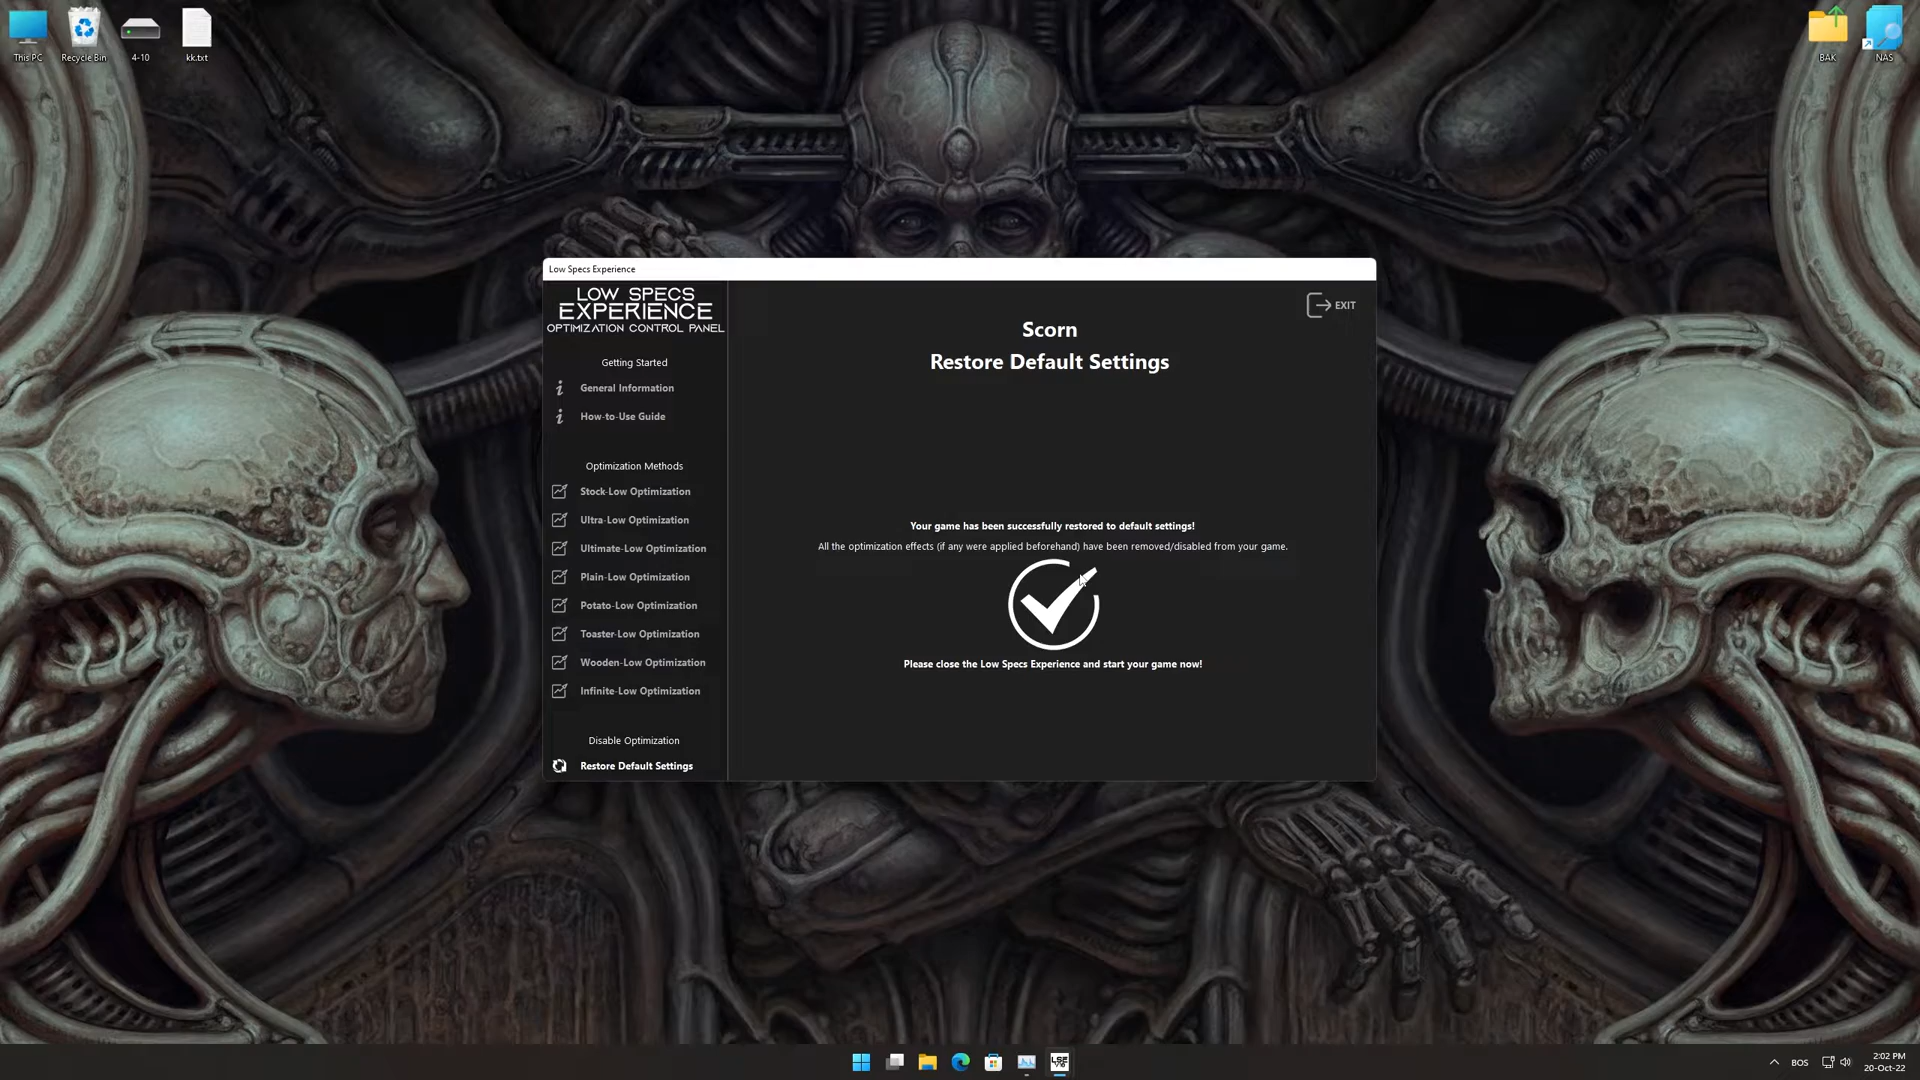 This PC
Recycle Bin
4-10
kk.txt
BAK
NAS
Low Specs Experience
LOW SPECS
EXPERIENCE
OPTIMIZATION CONTROL PANEL
Getting Started
General Information
How-to-Use Guide
Optimization Methods
Stock-Low Optimization
Ultra-Low Optimization
Ultimate-Low Optimization
Plain-Low Optimization
Potato-Low Optimization
Toaster-Low Optimization
Wooden-Low Optimization
Infinite-Low Optimization
Disable Optimization
Restore Default Settings
EXIT
Scorn
Restore Default Settings
Your game has been successfully restored to default settings!
All the optimization effects (if any were applied beforehand) have been removed/disabled from your game.
Please close the Low Specs Experience and start your game now!
LSE
BOS
2:02 PM
20-Oct-22